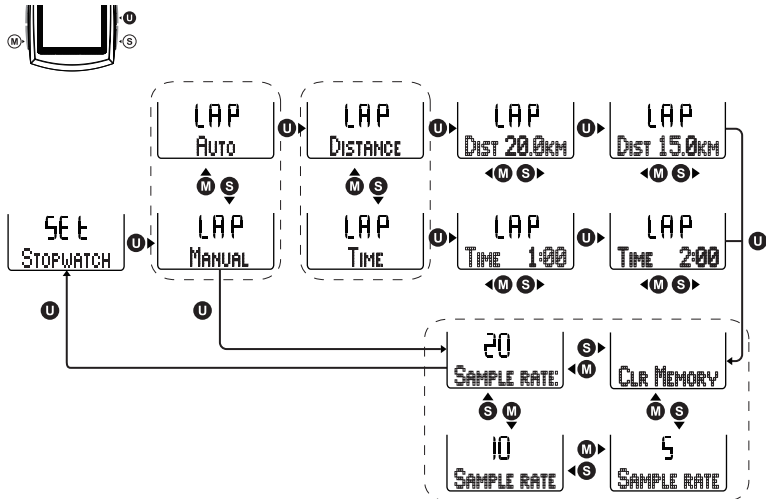 U
M
S
LAP
AUTO
U
LAP
DISTANCE
U
LAP
DIST 20.0KM
U
LAP
DIST 15.0KM
M S
M S
M S
M S
SEt
STOPWATCH
U
LAP
MANUAL
LAP
TIME
U
LAP
TIME 1:00
U
LAP
TIME 2:00
U
M S
M S
U
U
20
SAMPLE RATE:
S
M
CLR MEMORY
S M
M S
10
SAMPLE RATE
M
S
5
SAMPLE RATE